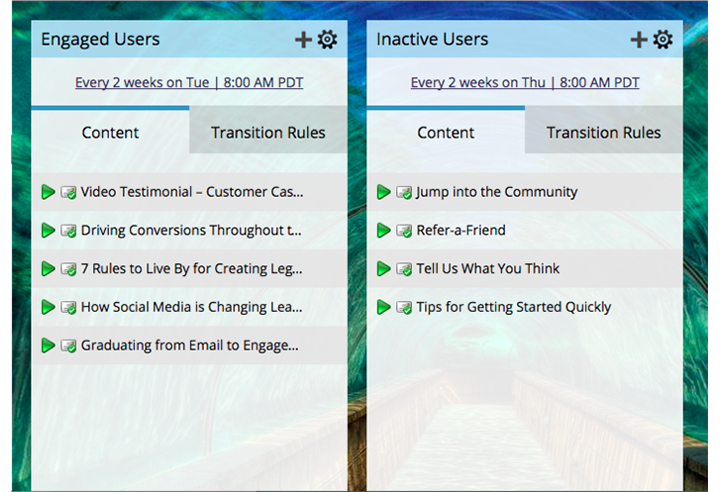 Engaged Users
Every 2 weeks on Tue | 8:00 AM PDT
Content
Transition Rules
Video Testimonial – Customer Cas...
Driving Conversions Throughout t...
7 Rules to Live By for Creating Leg...
How Social Media is Changing Lea...
Graduating from Email to Engage...
Inactive Users
Every 2 weeks on Thu | 8:00 AM PDT
Content
Transition Rules
Jump into the Community
Refer-a-Friend
Tell Us What You Think
Tips for Getting Started Quickly